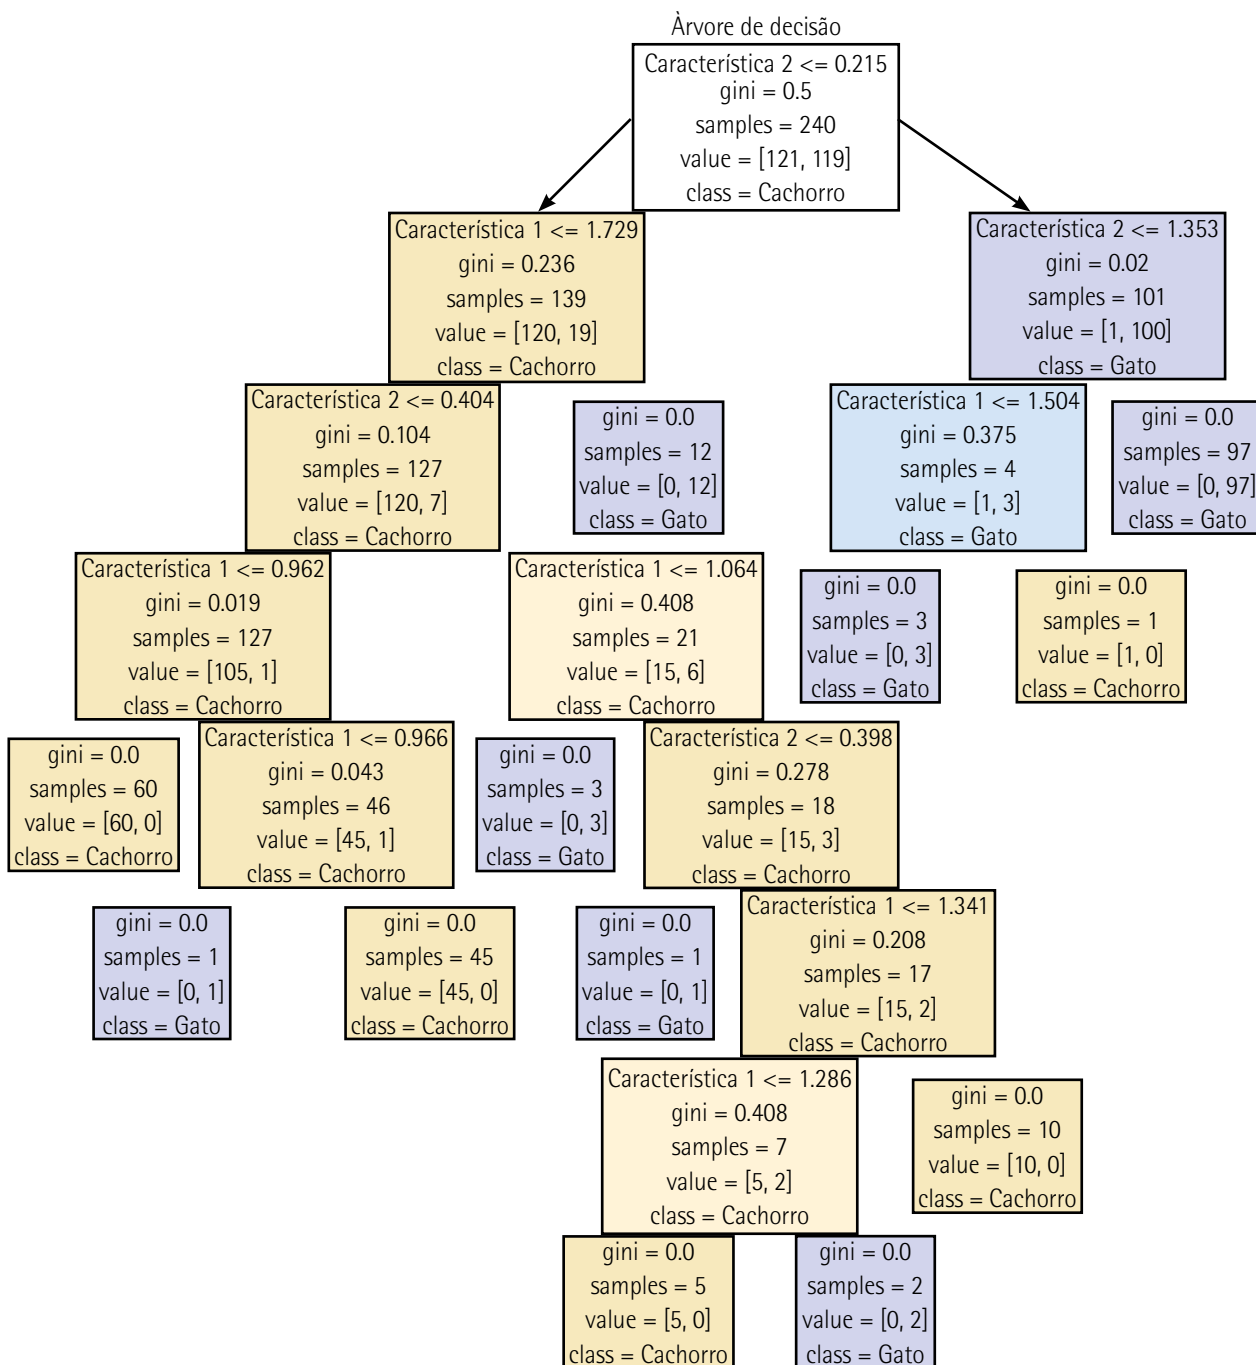 Àrvore de decisão
Característica 2 <= 0.215
gini = 0.5
samples = 240
value = [121, 119]
class = Cachorro
Característica 1 <= 1.729
gini = 0.236
samples = 139
value = [120, 19]
class = Cachorro
Característica 2 <= 1.353
gini = 0.02
samples = 101
value = [1, 100]
class = Gato
Característica 2 <= 0.404
gini = 0.104
samples = 127
value = [120, 7]
class = Cachorro
gini = 0.0
samples = 12
value = [0, 12]
class = Gato
Característica 1 <= 1.504
gini = 0.375
samples = 4
value = [1, 3]
class = Gato
gini = 0.0
samples = 97
value = [0, 97]
class = Gato
Característica 1 <= 0.962
gini = 0.019
samples = 127
value = [105, 1]
class = Cachorro
Característica 1 <= 1.064
gini = 0.408
samples = 21
value = [15, 6]
class = Cachorro
gini = 0.0
samples = 3
value = [0, 3]
class = Gato
gini = 0.0
samples = 1
value = [1, 0]
class = Cachorro
gini = 0.0
samples = 60
value = [60, 0]
class = Cachorro
Característica 1 <= 0.966
gini = 0.043
samples = 46
value = [45, 1]
class = Cachorro
gini = 0.0
samples = 3
value = [0, 3]
class = Gato
Característica 2 <= 0.398
gini = 0.278
samples = 18
value = [15, 3]
class = Cachorro
gini = 0.0
samples = 1
value = [0, 1]
class = Gato
gini = 0.0
samples = 45
value = [45, 0]
class = Cachorro
gini = 0.0
samples = 1
value = [0, 1]
class = Gato
Característica 1 <= 1.341
gini = 0.208
samples = 17
value = [15, 2]
class = Cachorro
Característica 1 <= 1.286
gini = 0.408
samples = 7
value = [5, 2]
class = Cachorro
gini = 0.0
samples = 10
value = [10, 0]
class = Cachorro
gini = 0.0
samples = 5
value = [5, 0]
class = Cachorro
gini = 0.0
samples = 2
value = [0, 2]
class = Gato